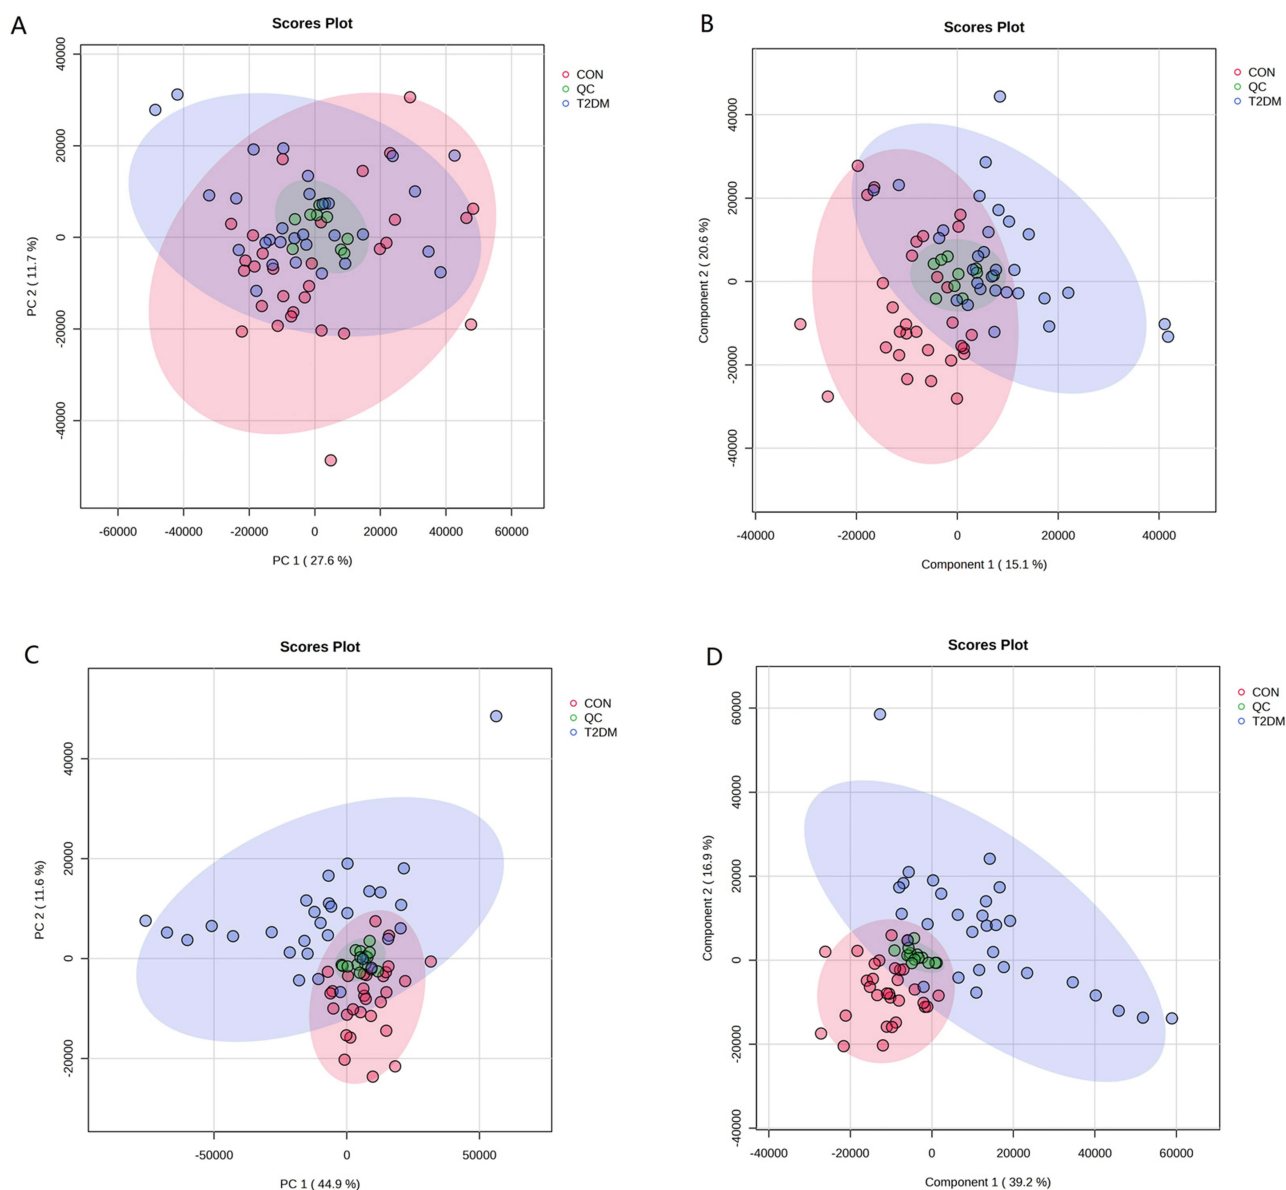 A
Scores Plot
CON
QC
T2DM
40000
20000
0
-20000
-40000
PC 2 ( 11.7 %)
-60000 -40000 -20000 0 20000 40000 60000
PC 1 ( 27.6 %)
B
Scores Plot
CON
QC
T2DM
40000
20000
0
-20000
-40000
Component 2 ( 20.6 %)
-40000 -20000 0 20000 40000
Component 1 ( 15.1 %)
C
Scores Plot
CON
QC
T2DM
40000
20000
0
-20000
PC 2 ( 11.6 %)
-50000 0 50000
PC 1 ( 44.9 %)
D
Scores Plot
CON
QC
T2DM
60000
40000
20000
0
-20000
-40000
Component 2 ( 16.9 %)
-40000 -20000 0 20000 40000 60000
Component 1 ( 39.2 %)